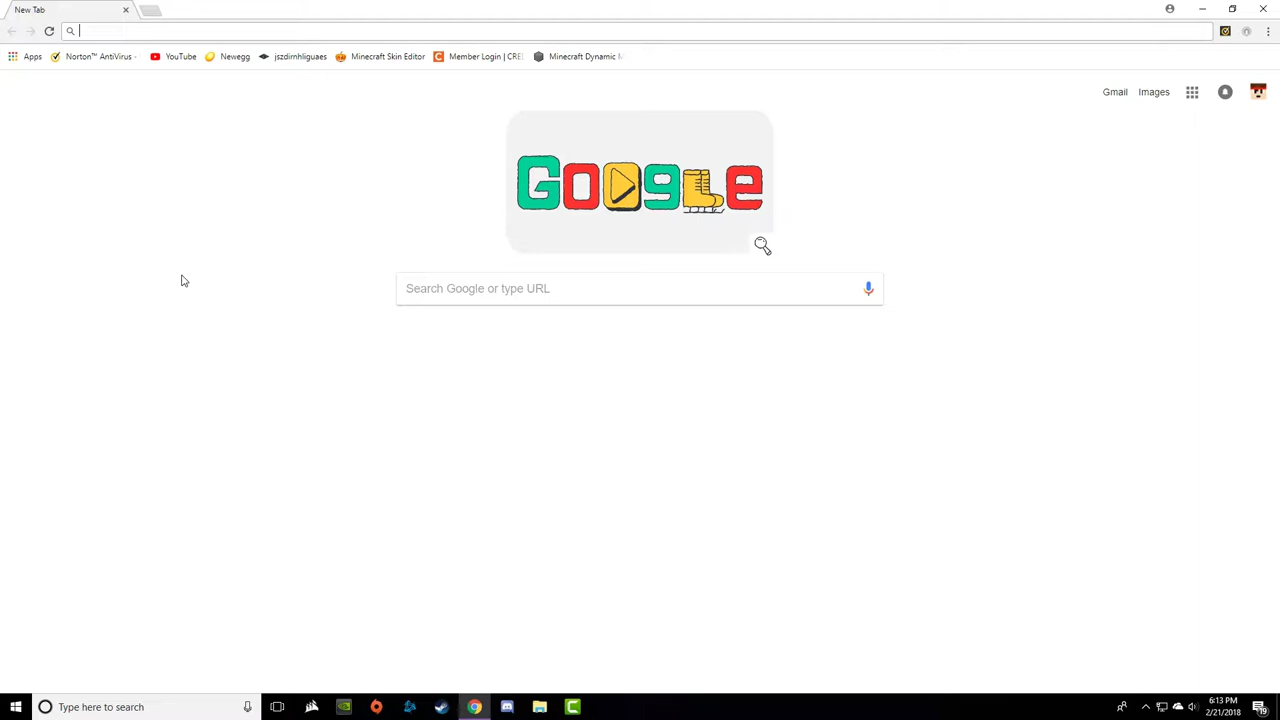 New Tab
Apps Norton™ AntiVirus - YouTube Newegg jszdirnhliguaes Minecraft Skin Editor Member Login | CRE Minecraft Dynamic
Gmail Images
Google
Search Google or type URL
Type here to search
6:13 PM
2/21/2018
19